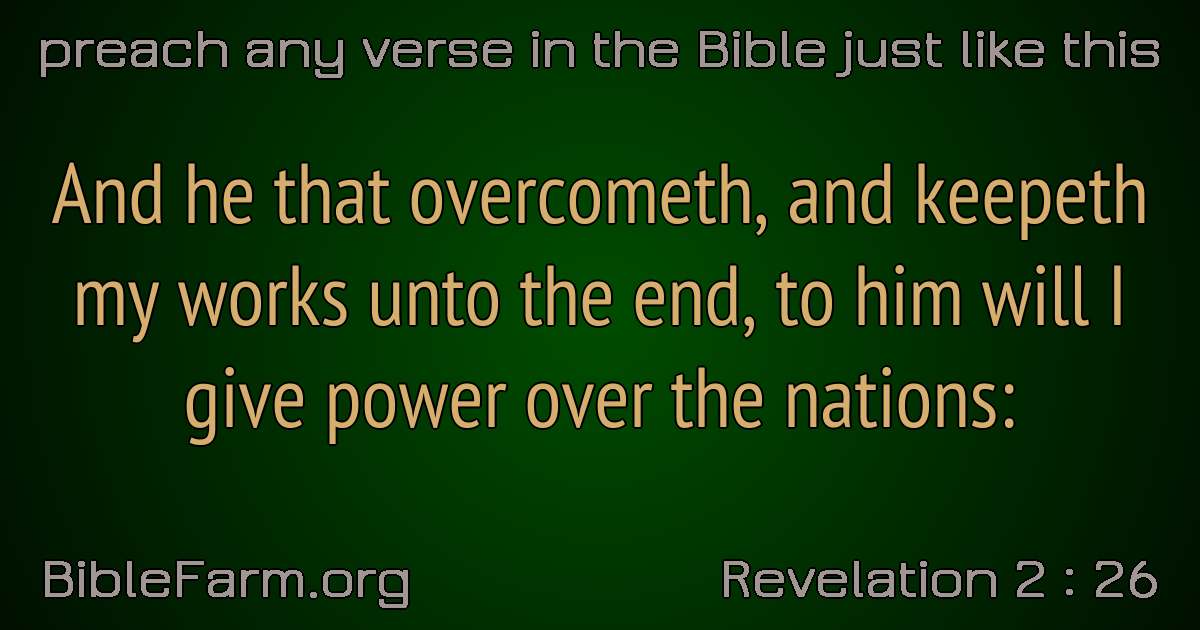 preach any verse in the Bible just like this
And he that overcometh, and keepeth
my works unto the end, to him will I
give power over the nations:
BibleFarm.org
Revelation 2 : 26